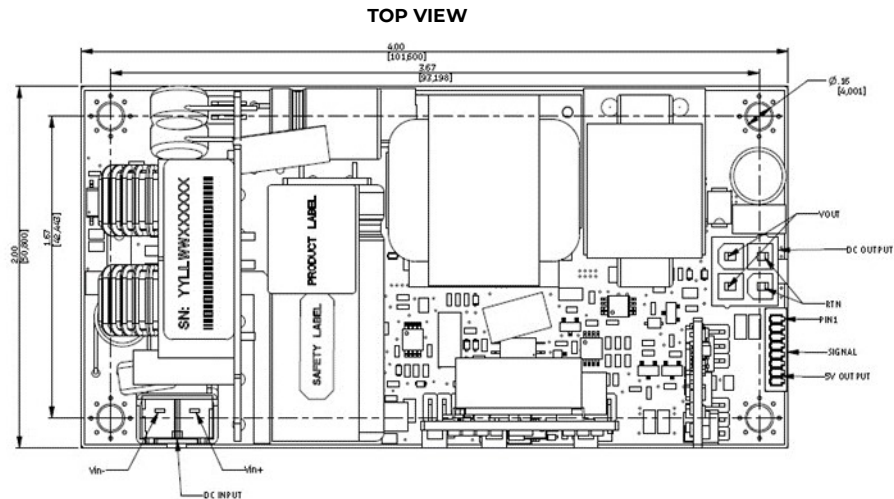 TOP VIEW
4.00
[101,600]
3.67
[93,198]
Ø.16
[4,001]
2.00
[50,800]
1.67
[42,443]
SN: YYLLWWXXXXXX
PRODUCT LABEL
SAFETY LABEL
VOUT
DC OUTPUT
RTN
PIN1
SIGNAL
5V OUTPUT
Vin-
Vin+
DC INPUT